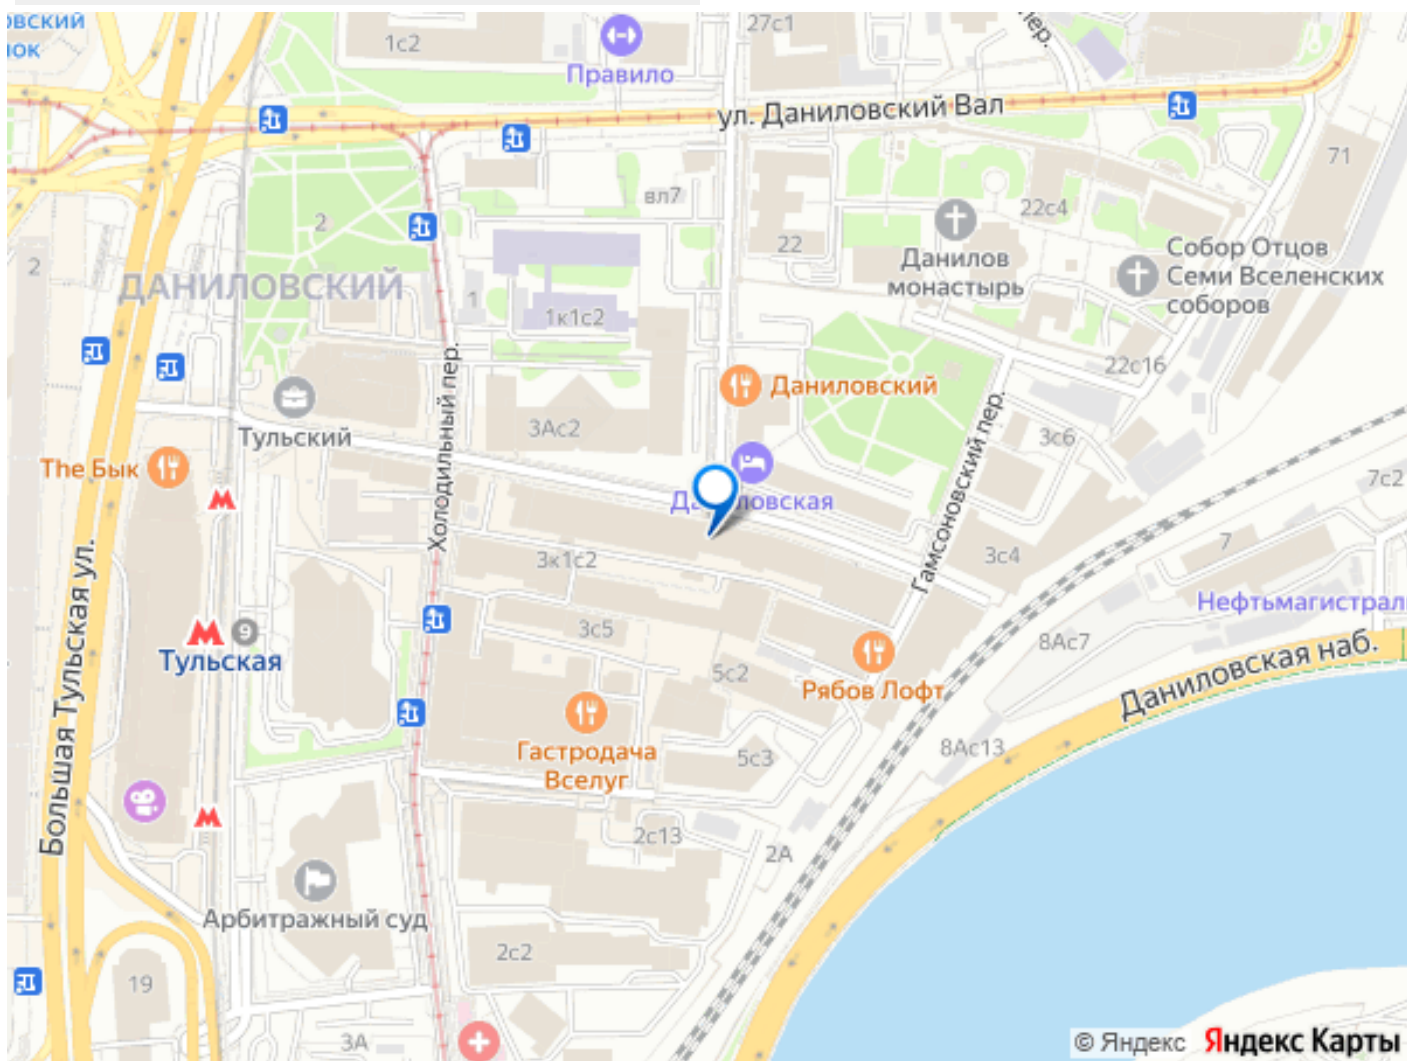 овский
ок
1с2
Правило
27с1
пер.
ул. Даниловский Вал
71
вл7
2
2
22
22с4
Данилов
монастырь
Собор Отцов
Семи Вселенских
соборов
ДАНИЛОВСКИЙ
1
1к1с2
22с16
Холодильный пер.
Даниловский
Тульский
3Ас2
3с6
Гамсоновский пер.
The Бык
7с2
3к1с2
3с4
7
Нефтьмагистрал
Большая Тульская ул.
9
Тульская
3с5
5с2
8Ас7
Даниловская наб.
Рябов Лофт
Гастродача
Вселуг
5с3
8Ас13
2с13
2А
Арбитражный суд
2с2
19
3А
© Яндекс Яндекс Карты